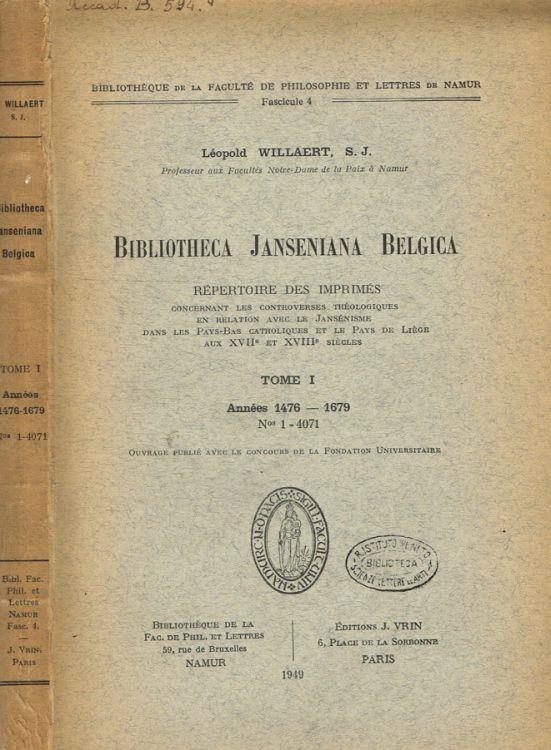 Accad. B. 594.
BIBLIOTHÈQUE DE LA FACULTÉ DE PHILOSOPHIE ET LETTRES DE NAMUR
Fascicule 4
Léopold WILLAERT, S. J.
Professeur aux Facultés Notre-Dame de la Paix à Namur
BIBLIOTHECA JANSENIANA BELGICA
RÉPERTOIRE DES IMPRIMÉS
CONCERNANT LES CONTROVERSES THÉOLOGIQUES
EN RELATION AVEC LE JANSÉNISME
DANS LES PAYS-BAS CATHOLIQUES ET LE PAYS DE LIÈGE
AUX XVIIe ET XVIIIe SIÈCLES
TOME I
Années 1476 — 1679
Nos 1 - 4071
OUVRAGE PUBLIÉ AVEC LE CONCOURS DE LA FONDATION UNIVERSITAIRE
R. ISTITUTO VENETO
BIBLIOTECA
BIBLIOTHÈQUE DE LA
FAC. DE PHIL. ET LETTRES
59, rue de Bruxelles
NAMUR
ÉDITIONS J. VRIN
6, PLACE DE LA SORBONNE
PARIS
1949
WILLAERT
S. J.
Bibliotheca
Janseniana
Belgica
TOME I
Années
1476-1679
Nos 1-4071
Bibl. Fac.
Phil. et
Lettres
NAMUR
Fasc. 4.
—
J. VRIN.
PARIS